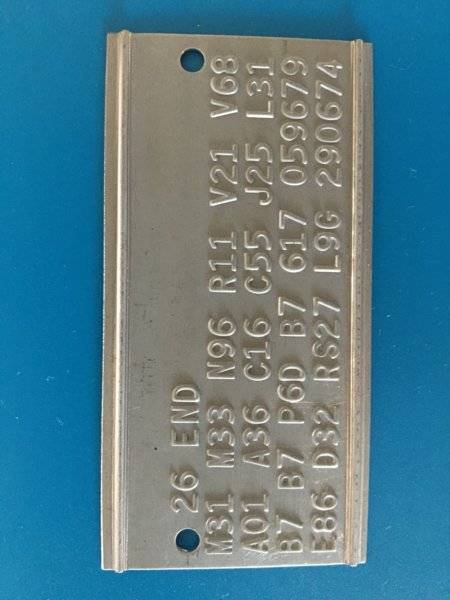 26 END
M31 M33 N96 R11 V21 V68
A01 A36 C16 C55 J25 L31
B7 B7 P6D B7 617 059679
E86 D32 RS27 L9G 290674